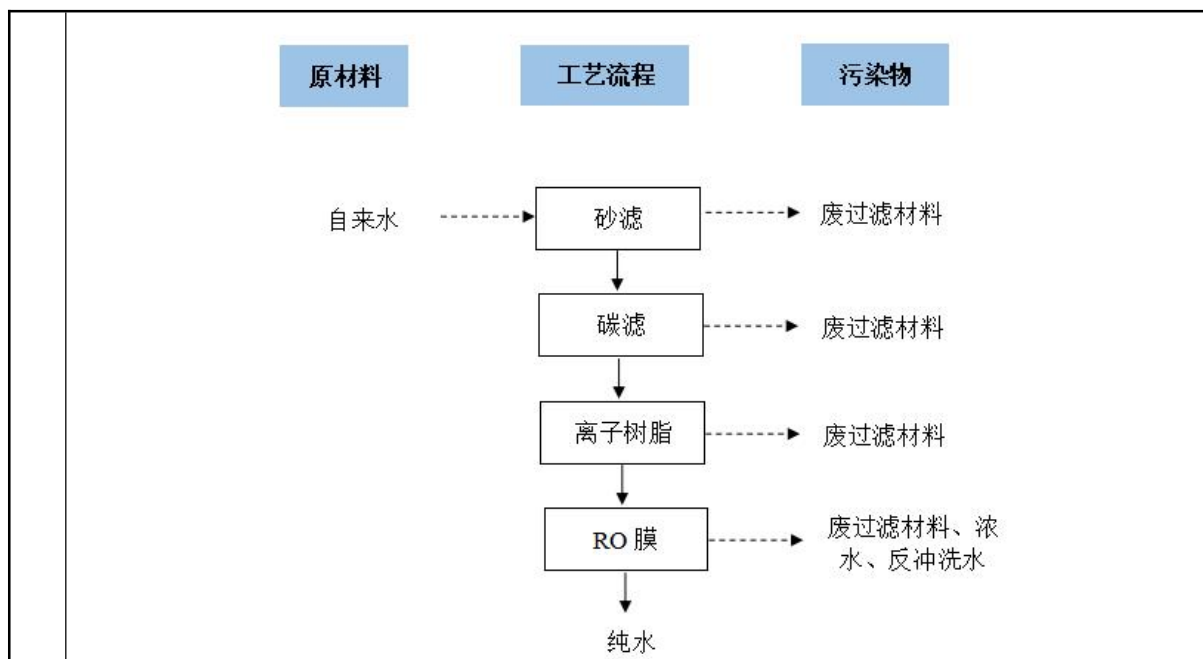 原材料 工艺流程 污染物
自来水 砂滤 废过滤材料
碳滤 废过滤材料
离子树脂 废过滤材料
RO 膜 废过滤材料、浓
水、反冲洗水
纯水